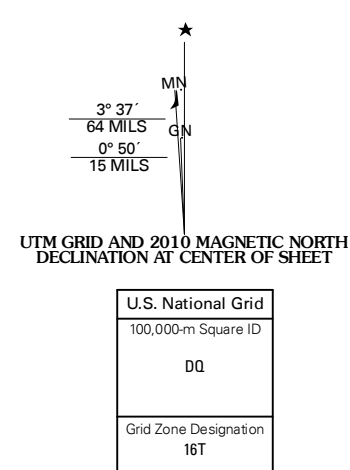 ★
MN
3° 37´
64 MILS
GN
0° 50´
15 MILS
UTM GRID AND 2010 MAGNETIC NORTH
DECLINATION AT CENTER OF SHEET
U.S. National Grid
100,000-m Square ID
DQ
Grid Zone Designation
16T